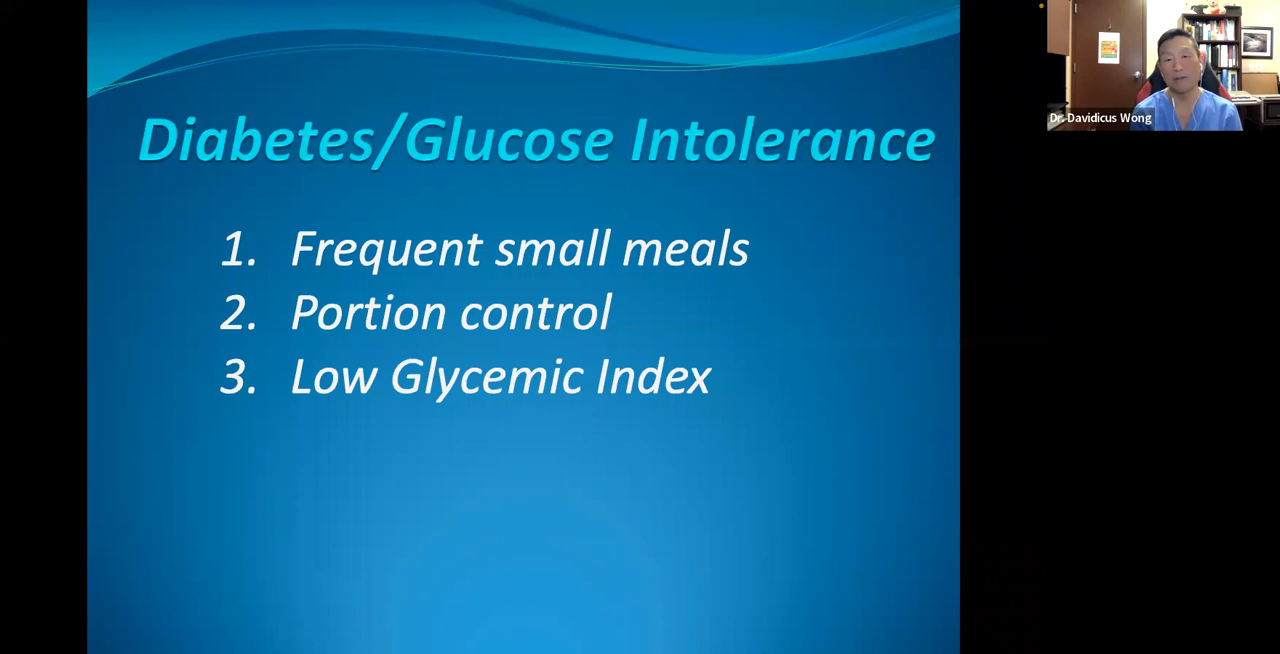 Diabetes/Glucose Intolerance
1. Frequent small meals
2. Portion control
3. Low Glycemic Index
Dr. Davidicus Wong